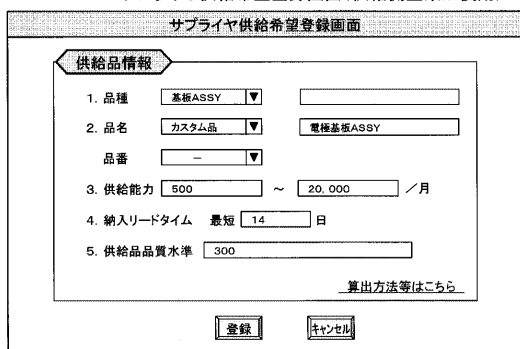 サプライヤ供給希望登録画面
供給品情報
1. 品種 基板ASSY ▼
2. 品名 カスタム品 ▼ 電極基板ASSY
品番 － ▼
3. 供給能力 500 ～ 20,000 ／月
4. 納入リードタイム 最短 14 日
5. 供給品品質水準 300
算出方法等はこちら
登録 キャンセル